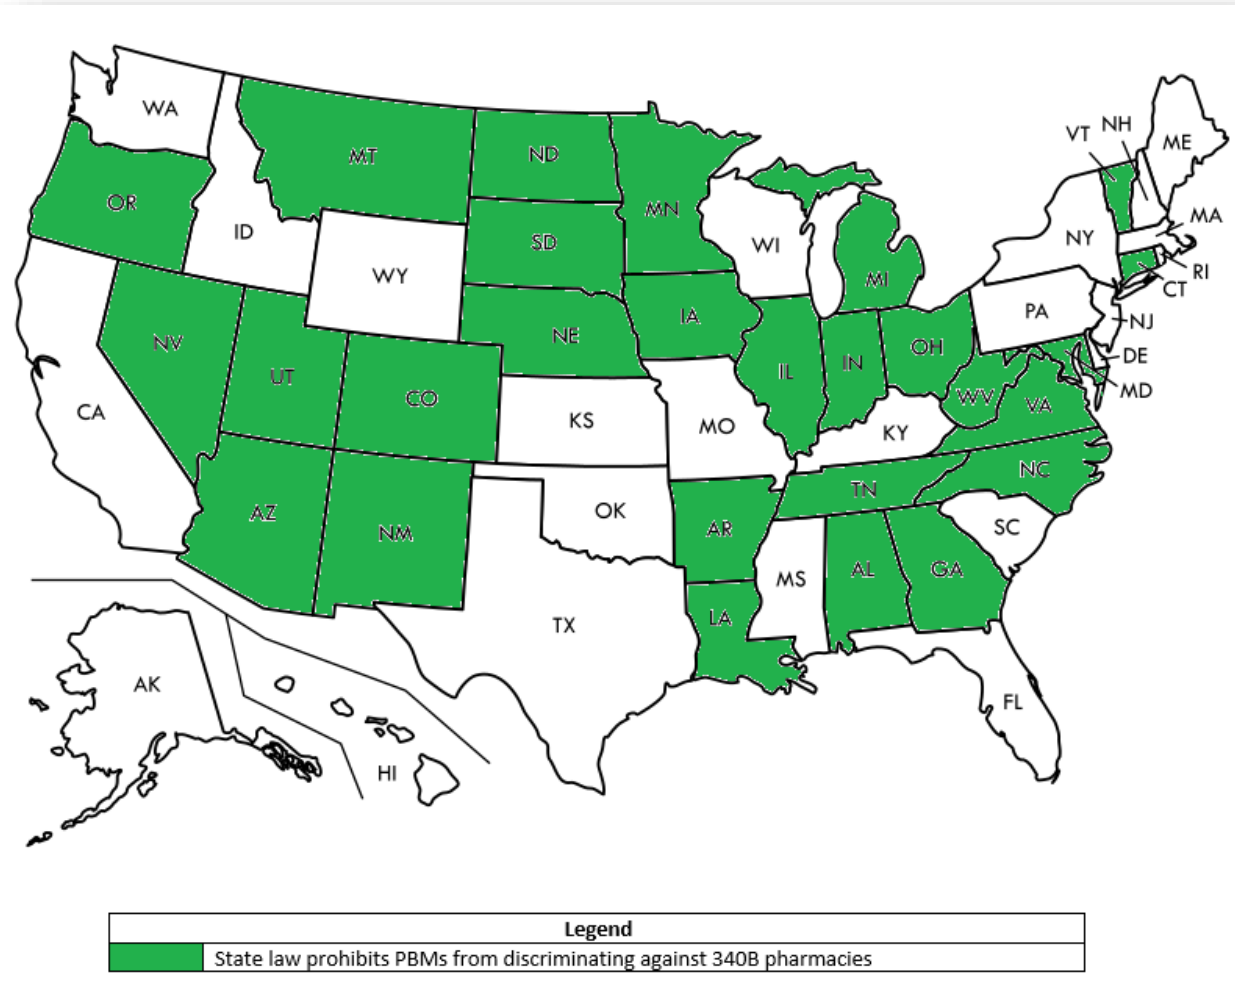 VT
NH
ME
WA
MT
ND
OR
MN
MA
ID
SD
WI
NY
WY
MI
RI
CT
NV
NE
IA
PA
NJ
UT
IL
IN
OH
DE
CO
MD
CA
KS
MO
KY
WV
VA
AZ
NM
OK
AR
TN
NC
SC
MS
AL
GA
TX
LA
AK
FL
HI
Legend
State law prohibits PBMs from discriminating against 340B pharmacies